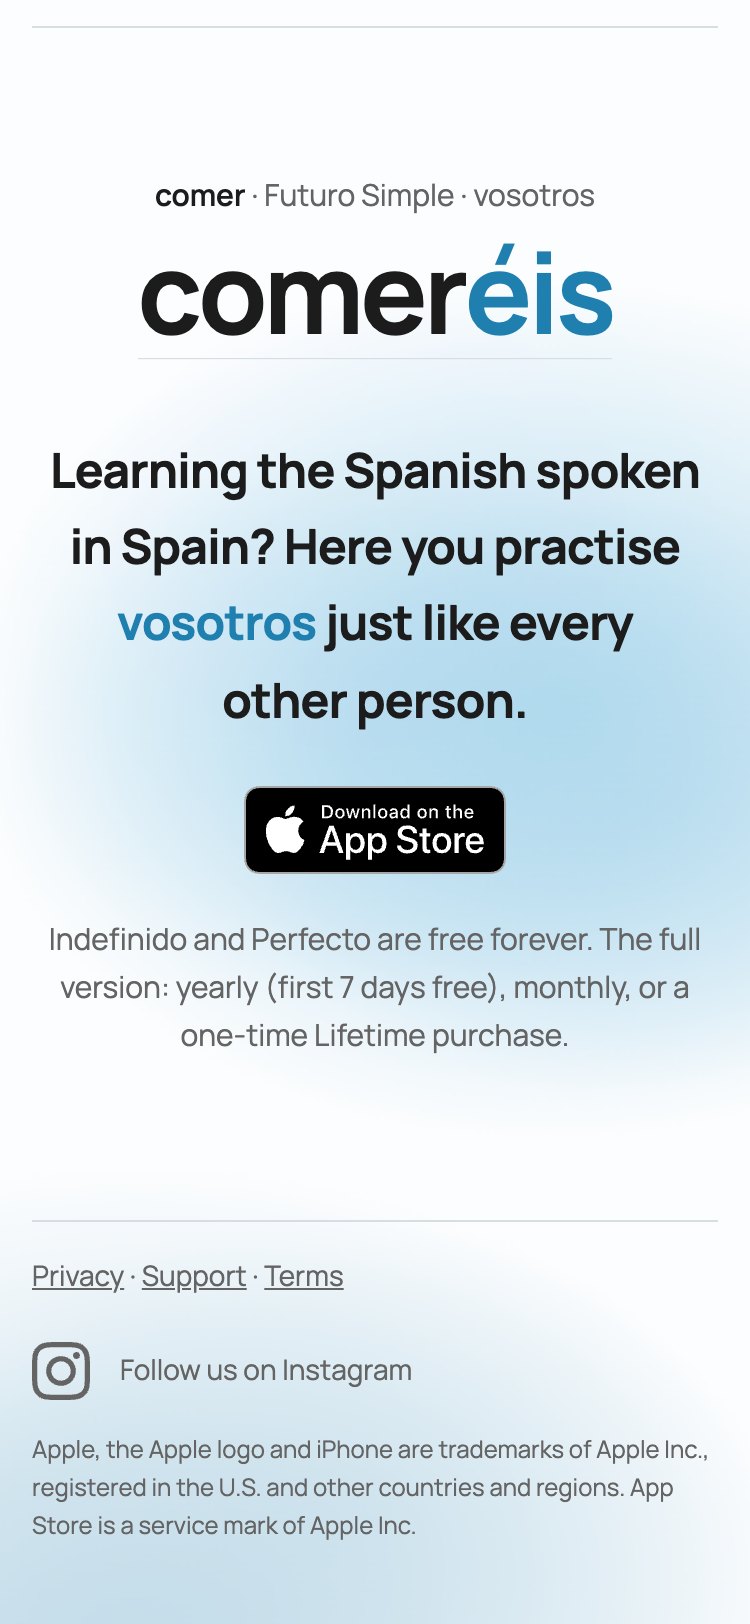 comer · Futuro Simple · vosotros
comeréis
Learning the Spanish spoken
in Spain? Here you practise
vosotros just like every
other person.
Download on the
App Store
Indefinido and Perfecto are free forever. The full
version: yearly (first 7 days free), monthly, or a
one-time Lifetime purchase.
Privacy · Support · Terms
Follow us on Instagram
Apple, the Apple logo and iPhone are trademarks of Apple Inc.,
registered in the U.S. and other countries and regions. App
Store is a service mark of Apple Inc.